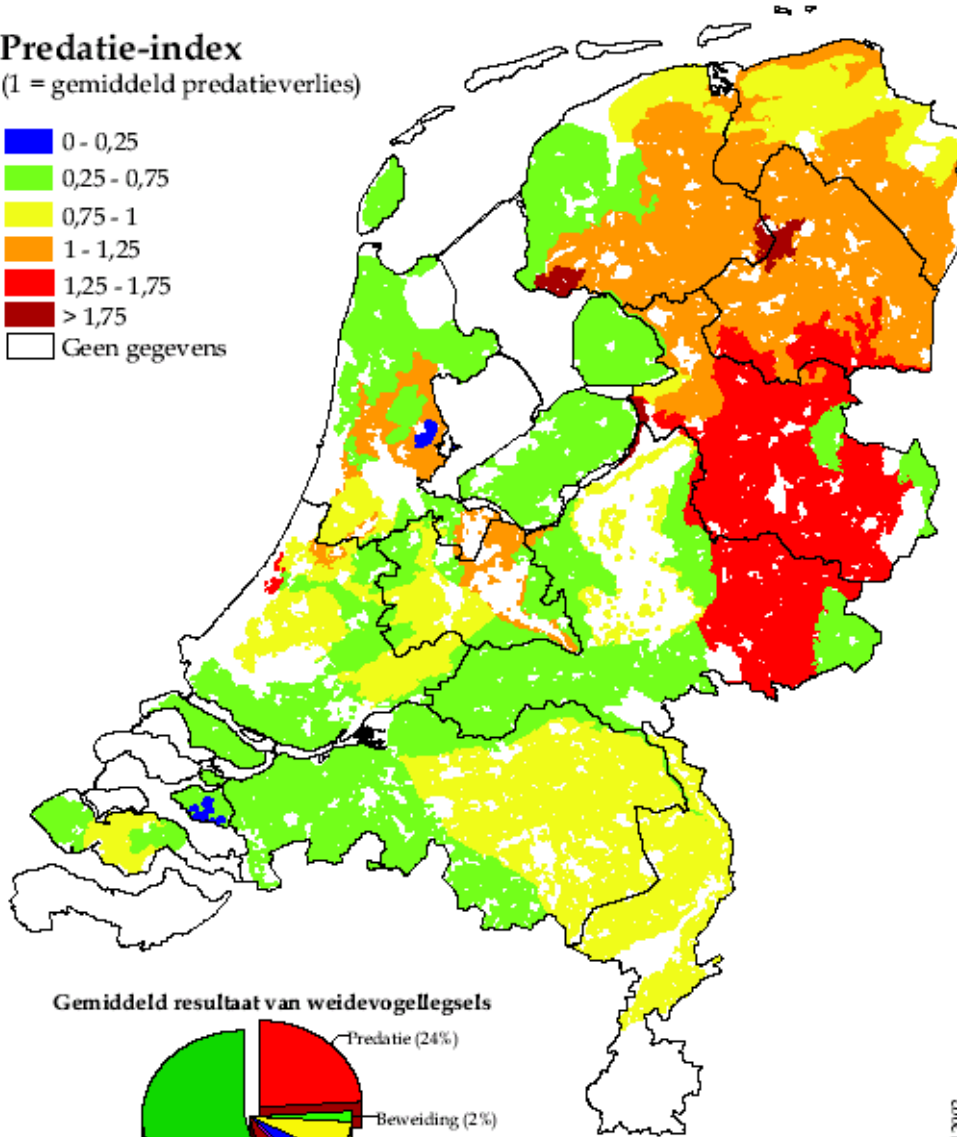 Predatie-index
(1 = gemiddeld predatieverlies)
0 - 0,25
0,25 - 0,75
0,75 - 1
1 - 1,25
1,25 - 1,75
> 1,75
Geen gegevens
Gemiddeld resultaat van weidevogellegsels
Predatie (24%)
Beweiding (2%)